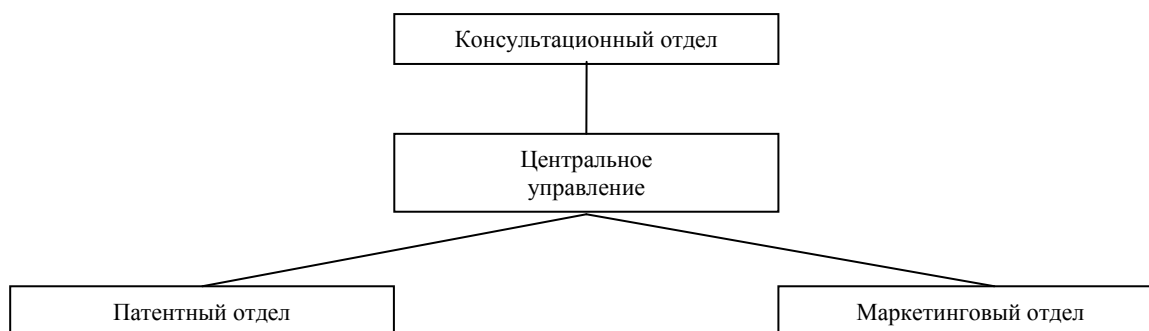 Консультационный отдел
Центральное
управление
Патентный отдел
Маркетинговый отдел